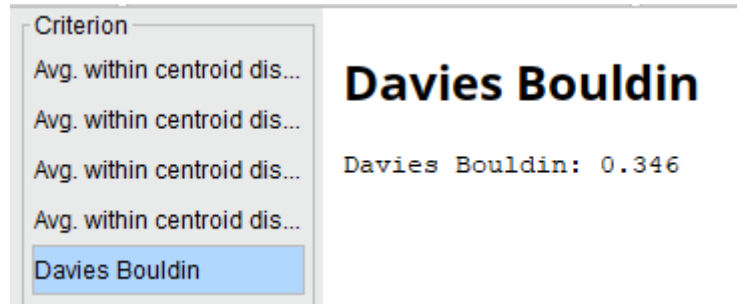 Criterion
Avg. within centroid dis...
Avg. within centroid dis...
Avg. within centroid dis...
Avg. within centroid dis...
Davies Bouldin
Davies Bouldin
Davies Bouldin: 0.346